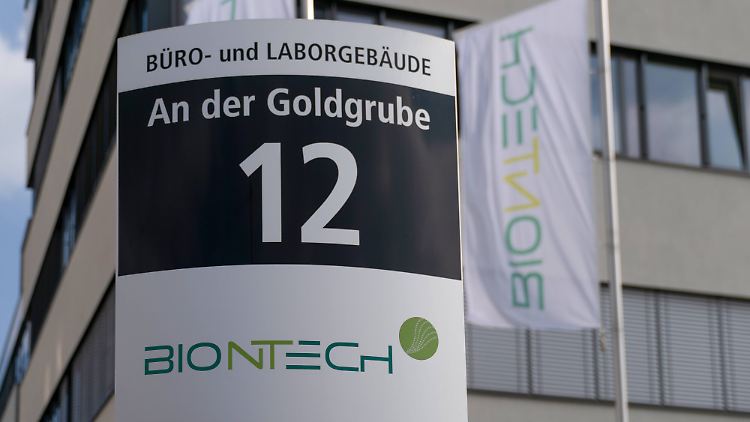 BÜRO- und LABORGEBÄUDE
An der Goldgrube
12
BIONTECH
BIONTECH